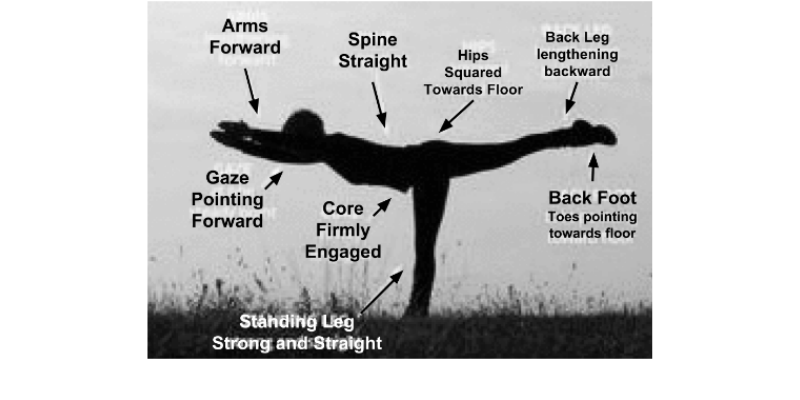 Arms
Forward
Spine
Straight
Hips
Squared
Towards Floor
Back Leg
lengthening
backward
Gaze
Pointing
Forward
Core
Firmly
Engaged
Back Foot
Toes pointing
towards floor
Standing Leg
Strong and Straight